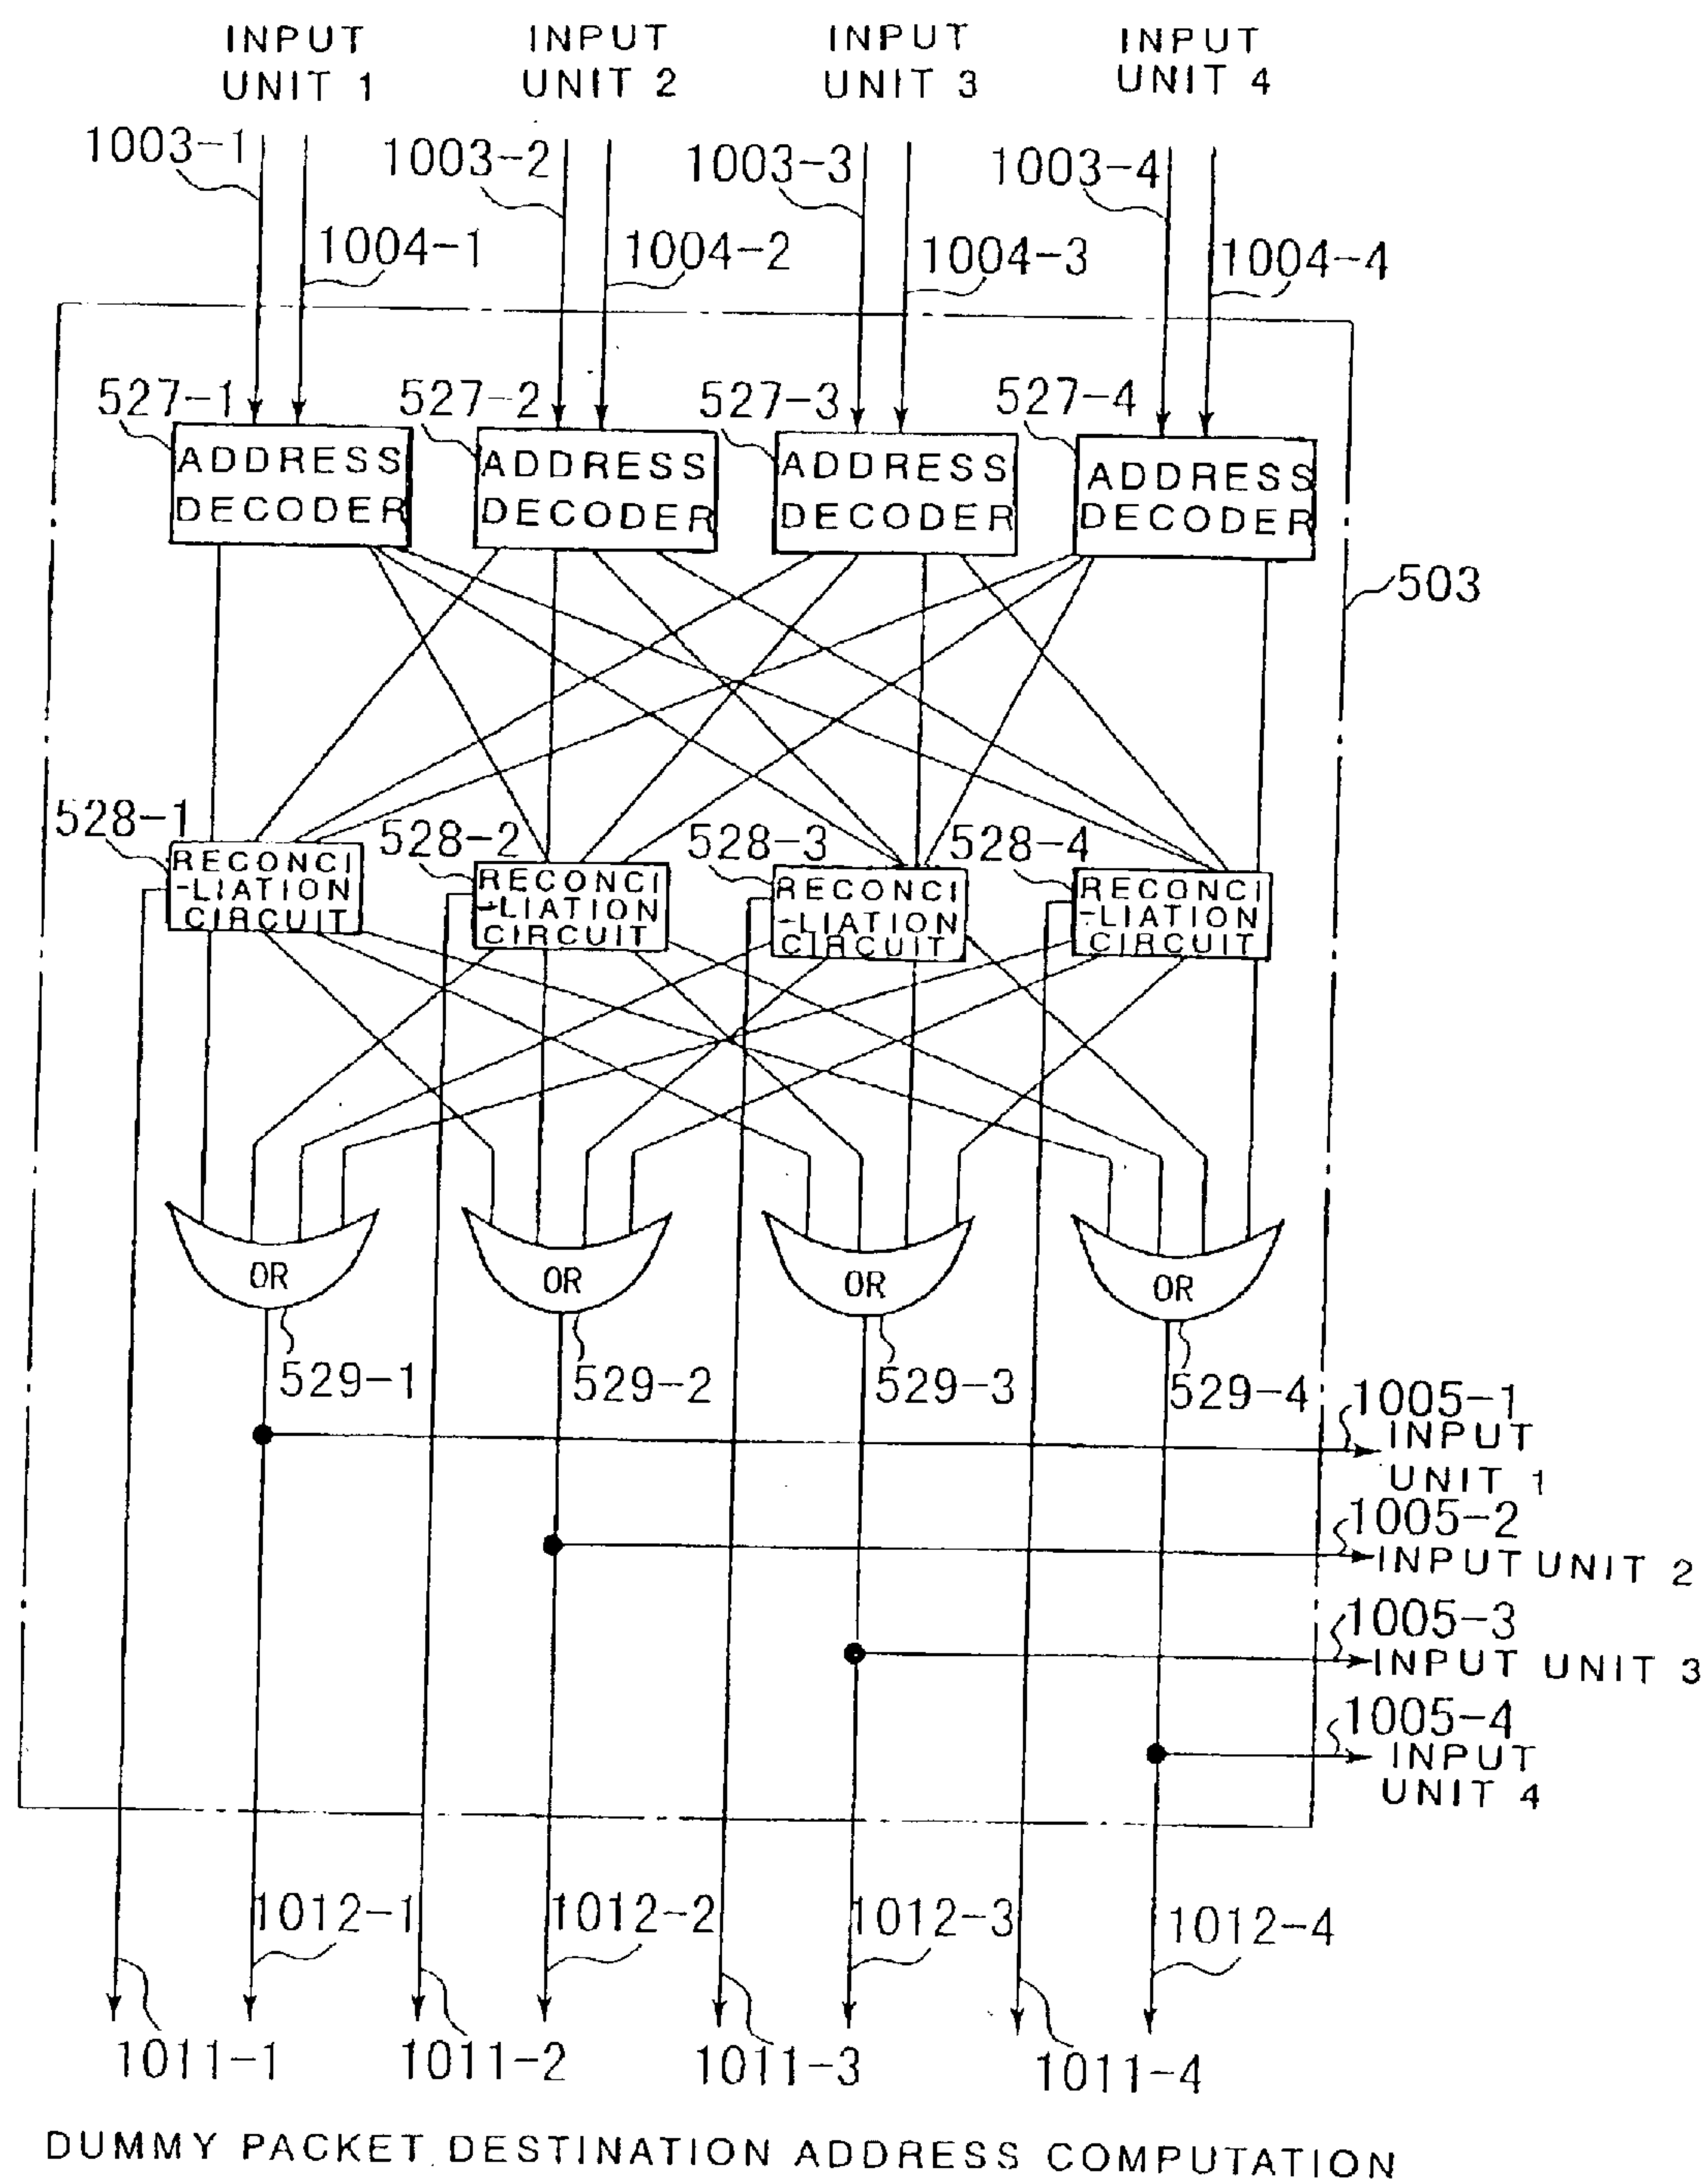 INPUT UNIT 1
INPUT UNIT 2
INPUT UNIT 3
INPUT UNIT 4
1003-1
1003-2
1003-3
1003-4
1004-1
1004-2
1004-3
1004-4
527-1
527-2
527-3
527-4
ADDRESS
DECODER
ADDRESS
DECODER
ADDRESS
DECODER
ADDRESS
DECODER
503
528-1
528-2
528-3
528-4
RECONCI
-LIATION
CIRCUIT
RECONCI
-LIATION
CIRCUIT
RECONCI
-LIATION
CIRCUIT
RECONCI
-LIATION
CIRCUIT
OR
OR
OR
OR
529-1
529-2
529-3
529-4
1005-1
INPUT
UNIT 1
1005-2
INPUT UNIT 2
1005-3
INPUT UNIT 3
1005-4
INPUT
UNIT 4
1012-1
1012-2
1012-3
1012-4
1011-1
1011-2
1011-3
1011-4
DUMMY PACKET DESTINATION ADDRESS COMPUTATION